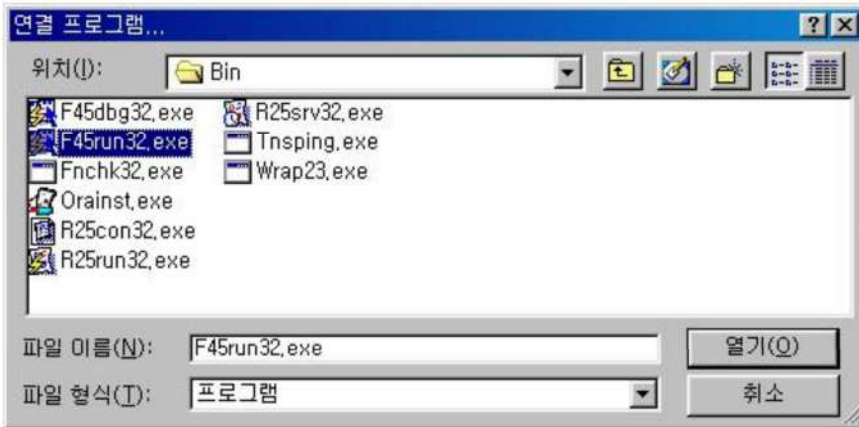 연결 프로그램...
위치(I): Bin
F45dbg32.exe R25srv32.exe
F45run32.exe Tnsping.exe
Fnchk32.exe Wrap23.exe
Orainst.exe
R25con32.exe
R25run32.exe
파일 이름(N): F45run32.exe 열기(O)
파일 형식(T): 프로그램 취소